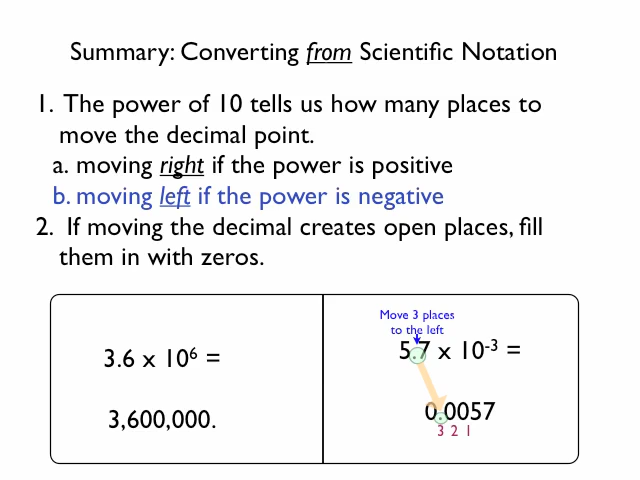 Summary: Converting from Scientific Notation
1. The power of 10 tells us how many places to
move the decimal point.
a. moving right if the power is positive
b. moving left if the power is negative
2. If moving the decimal creates open places, fill
them in with zeros.
3.6 x 10⁶ =
3,600,000.
Move 3 places
to the left
5.7 x 10⁻³ =
0.0057
3 2 1